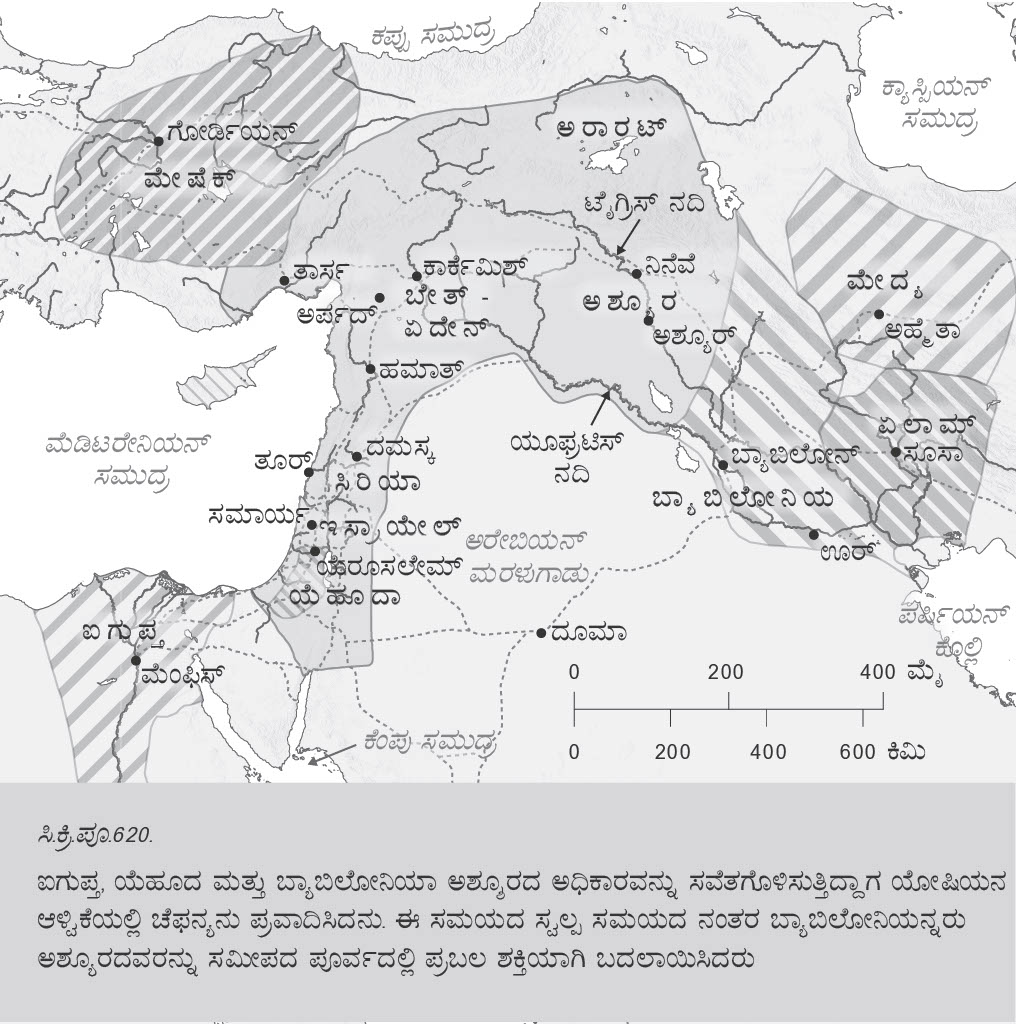 ಕಪ್ಪು ಸಮುದ್ರ
ಕ್ಯಾಸ್ಪಿಯನ್
ಸಮುದ್ರ
ಗೋರ್ಡಿಯನ್
ಮೇಷೆಕ್
ಅರಾರಟ್
ಟೈಗ್ರಿಸ್ ನದಿ
ತಾರ್ಸ
ಕಾರ್ಕೆಮಿಶ್
ನಿನೆವೆ
ಮೇದ್ಯ
ಅರ್ಪದ್
ಬೇತ್ -
ಏದೇನ್
ಅಶ್ಯೂರ
ಅಶ್ಯೂರ್
ಅಹ್ಮೆತಾ
ಹಮಾತ್
ಮೆಡಿಟರೇನಿಯನ್
ಸಮುದ್ರ
ತೂರ್
ದಮಸ್ಕ
ಸಿರಿಯಾ
ಯೂಫ್ರಟಿಸ್
ನದಿ
ಬ್ಯಾಬಿಲೋನ್
ಬ್ಯಾಬಿಲೋನಿಯ
ಏಲಾಮ್
ಸೂಸಾ
ಸಮಾರ್ಯ
ಇಸ್ರಾಯೇಲ್
ಅರೇಬಿಯನ್
ಮರಳುಗಾಡು
ಊರ್
ಯೆರೂಸಲೇಮ್
ಯೆಹೂದಾ
ಐಗುಪ್ತ
ಮೆಂಫಿಸ್
ದೂಮಾ
ಪರ್ಷಿಯನ್
ಕೊಲ್ಲಿ
ಕೆಂಪು ಸಮುದ್ರ
0 200 400 ಮೈ
0 200 400 600 ಕಿಮಿ
ಸಿ.ಕ್ರಿ.ಪೂ.620.
ಐಗುಪ್ತ, ಯೆಹೂದ ಮತ್ತು ಬ್ಯಾಬಿಲೋನಿಯಾ ಅಶ್ಶೂರದ ಅಧಿಕಾರವನ್ನು ಸವೆತಗೊಳಿಸುತ್ತಿದ್ದಾಗ ಯೋಷಿಯನ
ಆಳ್ವಿಕೆಯಲ್ಲಿ ಚೆಫನ್ಯನು ಪ್ರವಾದಿಸಿದನು. ಈ ಸಮಯದ ಸ್ವಲ್ಪ ಸಮಯದ ನಂತರ ಬ್ಯಾಬಿಲೋನಿಯನ್ನರು
ಅಶ್ಯೂರದವರನ್ನು ಸಮೀಪದ ಪೂರ್ವದಲ್ಲಿ ಪ್ರಬಲ ಶಕ್ತಿಯಾಗಿ ಬದಲಾಯಿಸಿದರು